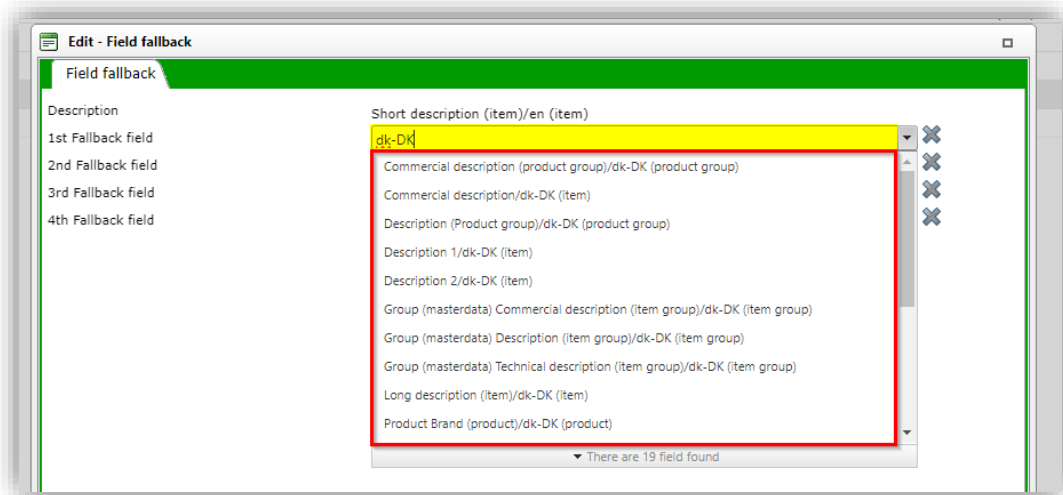 Edit - Field fallback
Field fallback
Description
Short description (item)/en (item)
1st Fallback field
dk-DK
2nd Fallback field
3rd Fallback field
4th Fallback field
Commercial description (product group)/dk-DK (product group)
Commercial description/dk-DK (item)
Description (Product group)/dk-DK (product group)
Description 1/dk-DK (item)
Description 2/dk-DK (item)
Group (masterdata) Commercial description (item group)/dk-DK (item group)
Group (masterdata) Description (item group)/dk-DK (item group)
Group (masterdata) Technical description (item group)/dk-DK (item group)
Long description (item)/dk-DK (item)
Product Brand (product)/dk-DK (product)
There are 19 field found